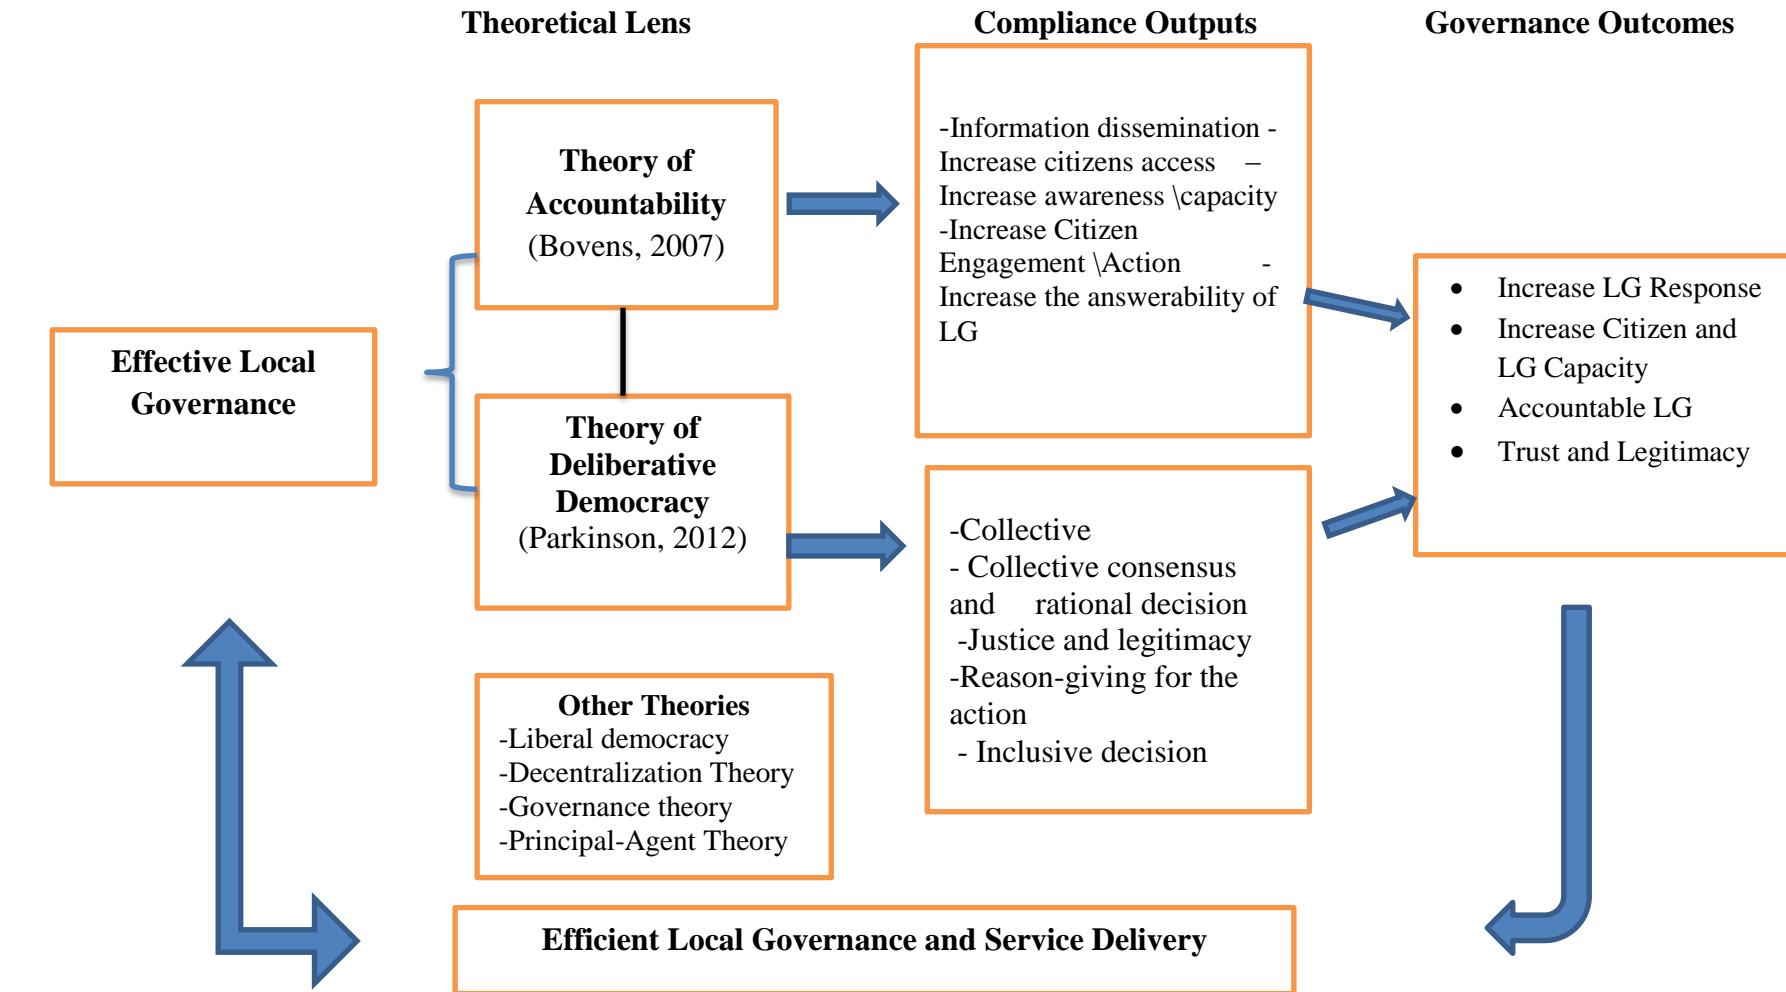 Theoretical Lens
Compliance Outputs
Governance Outcomes
Effective Local
Governance
Theory of
Accountability
(Bovens, 2007)
Theory of
Deliberative
Democracy
(Parkinson, 2012)
Other Theories
-Liberal democracy
-Decentralization Theory
-Governance theory
-Principal-Agent Theory
-Information dissemination -
Increase citizens access –
Increase awareness \capacity
-Increase Citizen
Engagement \Action -
Increase the answerability of
LG
-Collective
- Collective consensus
and rational decision
-Justice and legitimacy
-Reason-giving for the
action
- Inclusive decision
• Increase LG Response
• Increase Citizen and
LG Capacity
• Accountable LG
• Trust and Legitimacy
Efficient Local Governance and Service Delivery